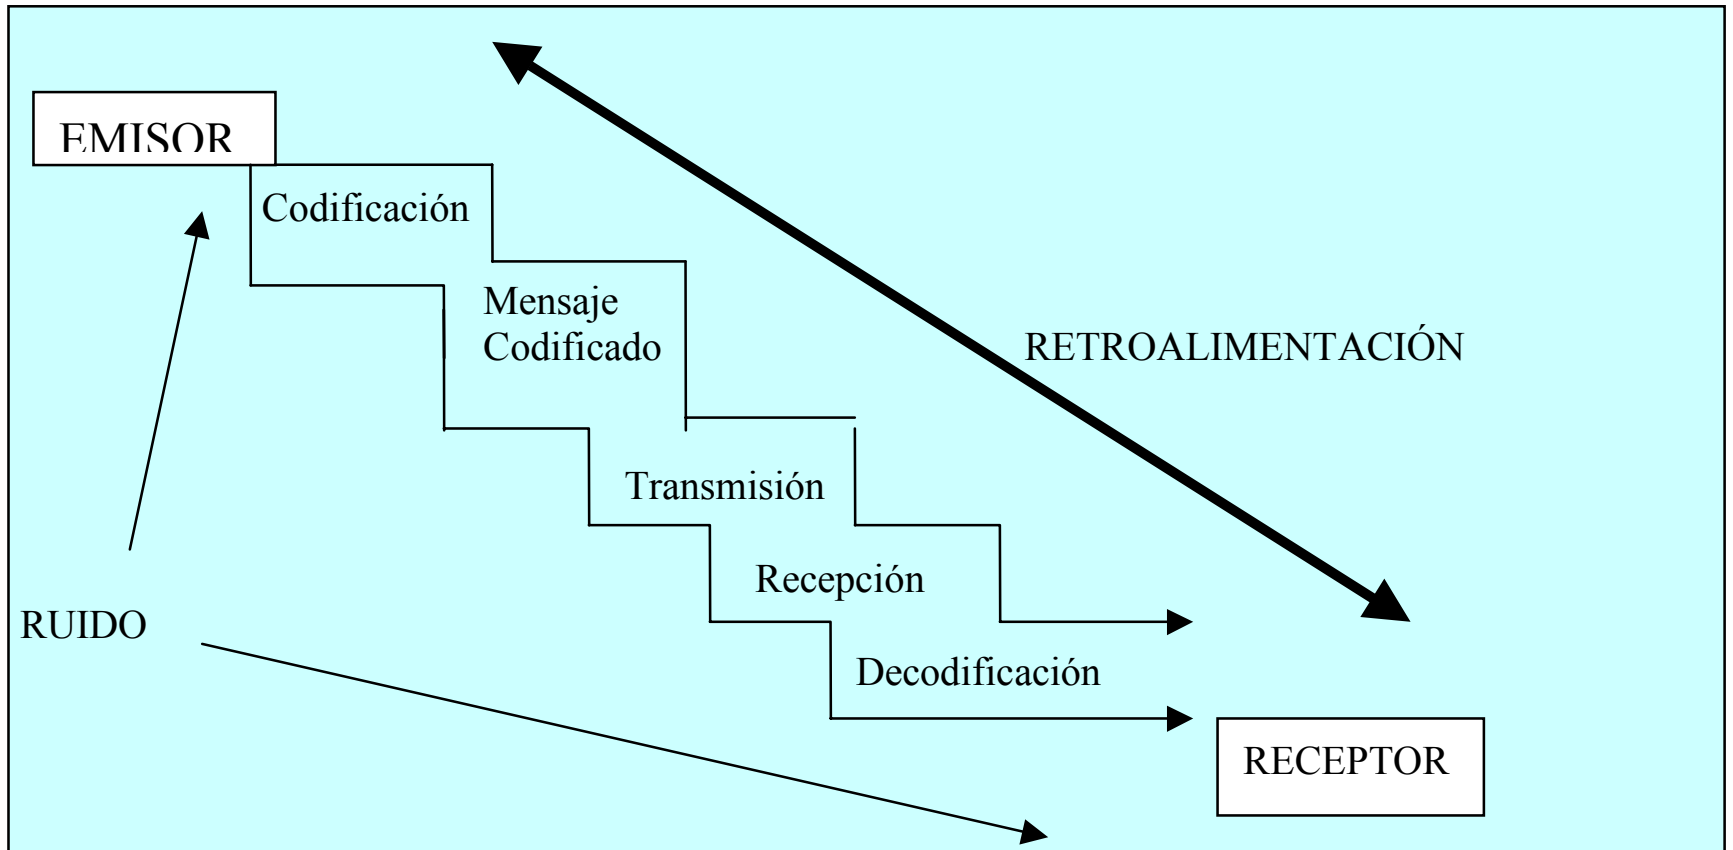 EMISOR
Codificación
Mensaje
Codificado
RETROALIMENTACIÓN
Transmisión
Recepción
RUIDO
Decodificación
RECEPTOR